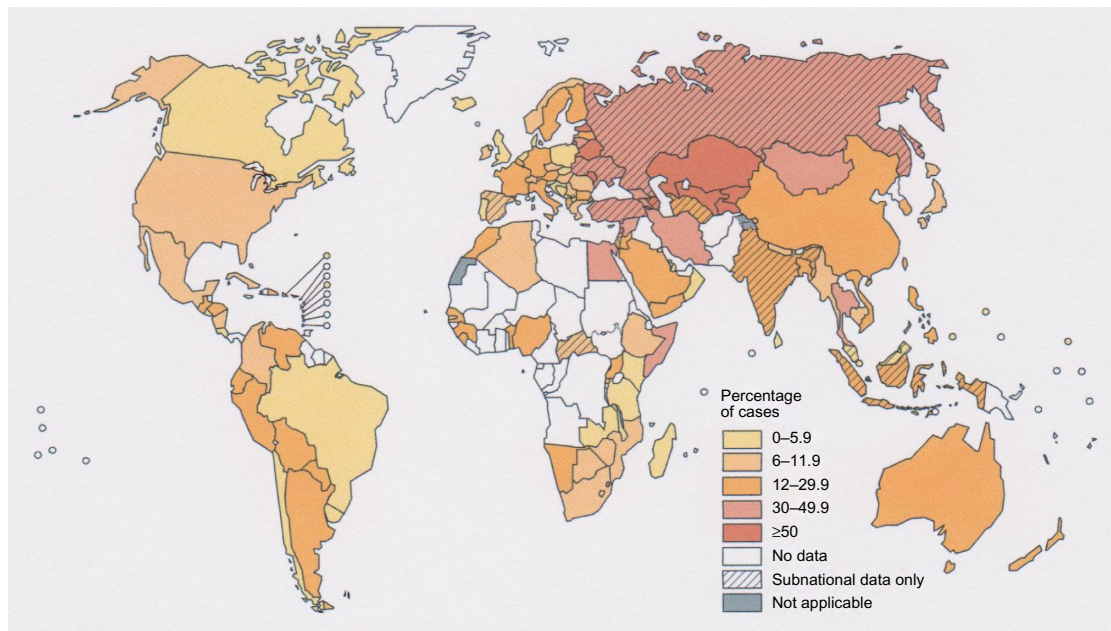 Percentage
of cases
0–5.9
6–11.9
12–29.9
30–49.9
≥50
No data
Subnational data only
Not applicable